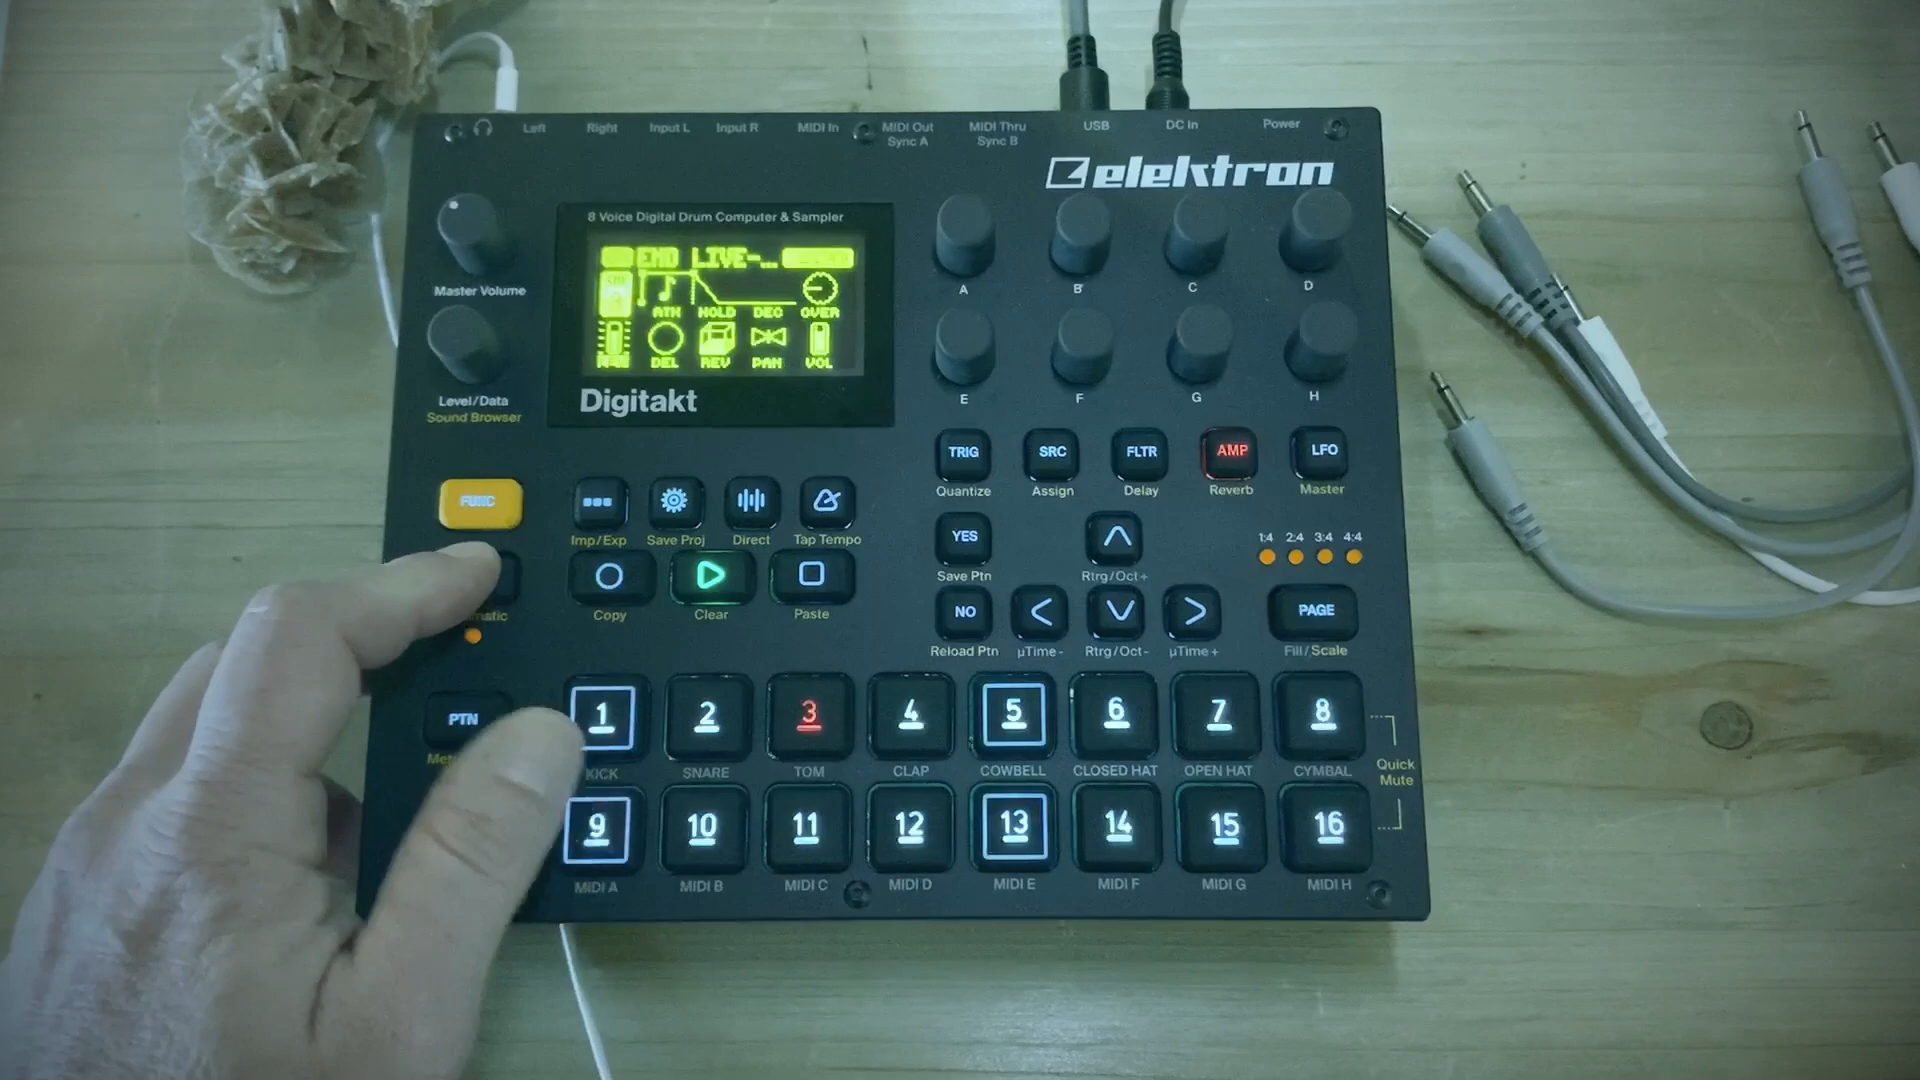 Left Right Input L Input R MIDI In MIDI Out MIDI Thru USB DC In Power
Sync A Sync B
elektron
8 Voice Digital Drum Computer & Sampler
LIVE-...
ATK HOLD DEC OVER
DEL REV PAN VOL
Digitakt
Master Volume
Level/Data
Sound Browser
A B C D
E F G H
TRIG SRC FLTR AMP LFO
Quantize Assign Delay Reverb Master
FUNC
Imp/Exp Save Proj Direct Tap Tempo
Copy Clear Paste
YES
Save Ptn Rtrg/Oct+
1:4 2:4 3:4 4:4
NO PAGE
Reload Ptn µTime- Rtrg/Oct- µTime+ Fill/Scale
PTN
1 2 3 4 5 6 7 8
KICK SNARE TOM CLAP COWBELL CLOSED HAT OPEN HAT CYMBAL
Quick
Mute
9 10 11 12 13 14 15 16
MIDI A MIDI B MIDI C MIDI D MIDI E MIDI F MIDI G MIDI H